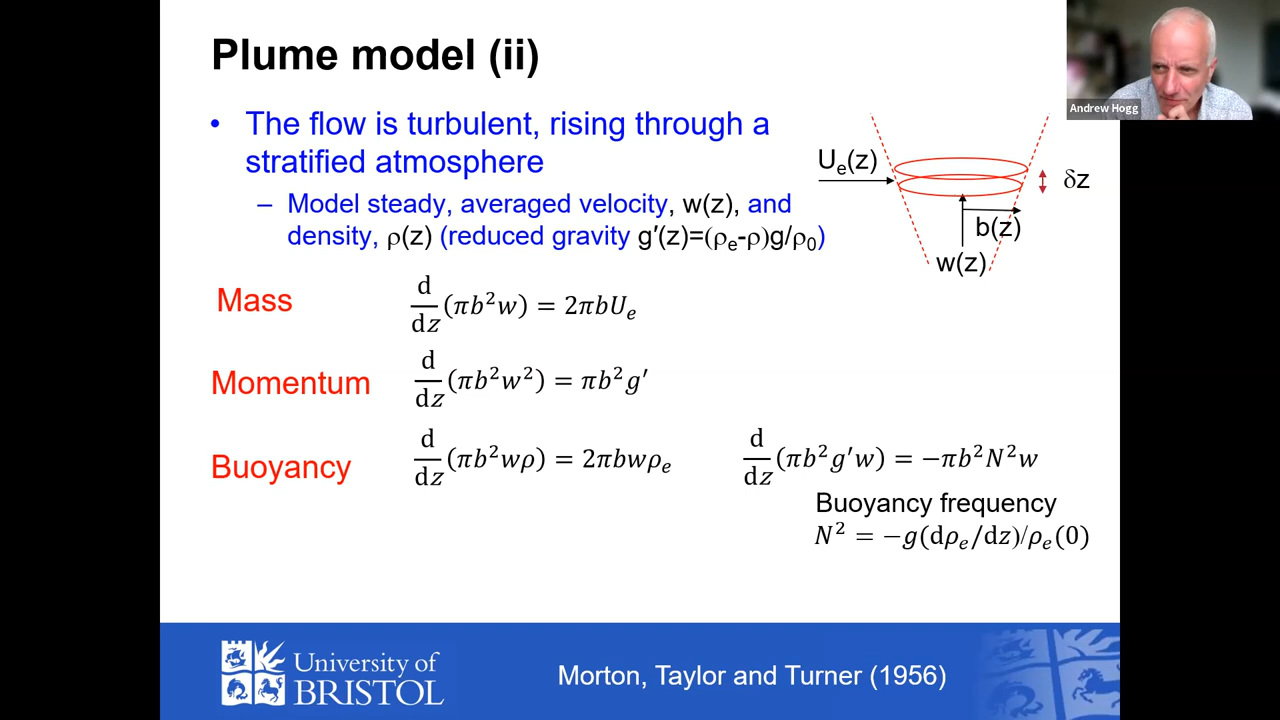 Plume model (ii)
Andrew Hogg
• The flow is turbulent, rising through a
stratified atmosphere
– Model steady, averaged velocity, w(z), and
density, ρ(z) (reduced gravity g′(z)=(ρₑ-ρ)g/ρ₀)
Uₑ(z)
δz
b(z)
w(z)
Mass d/dz (πb²w) = 2πbUₑ
Momentum d/dz (πb²w²) = πb²g′
Buoyancy d/dz (πb²wρ) = 2πbwρₑ d/dz (πb²g′w) = −πb²N²w
Buoyancy frequency
N² = −g(dρₑ/dz)/ρₑ(0)
University of
BRISTOL
Morton, Taylor and Turner (1956)